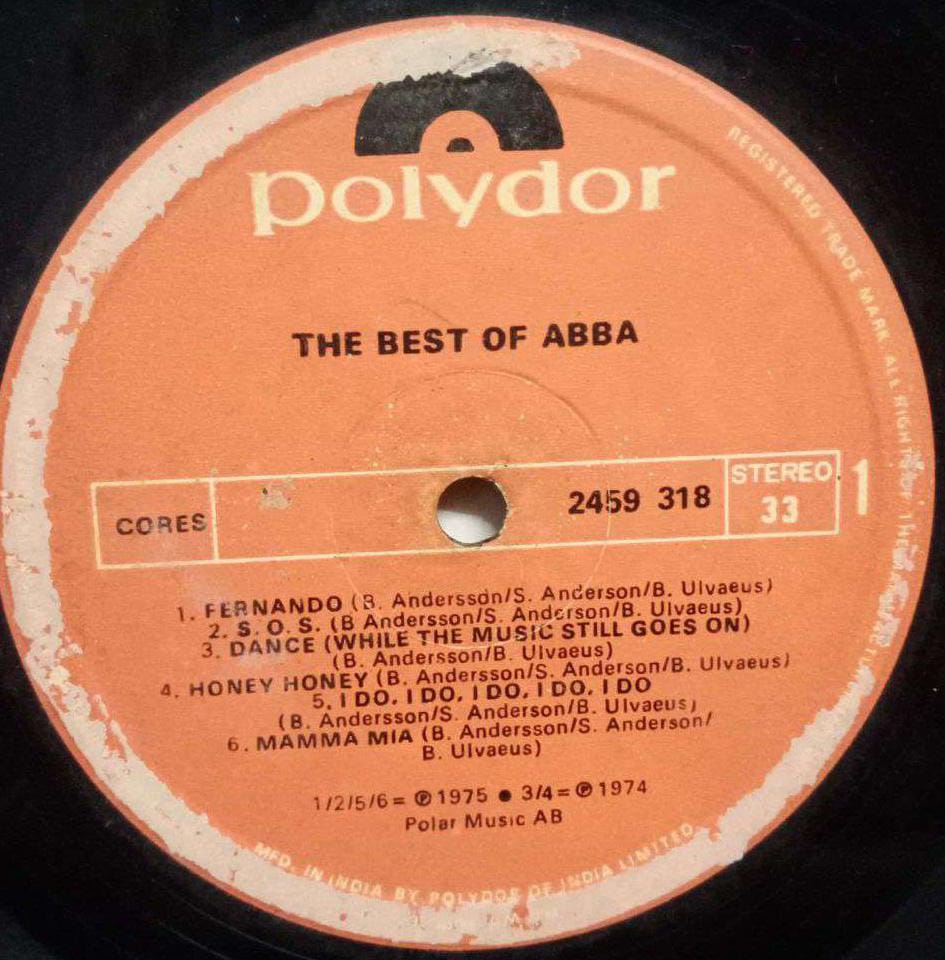 polydor
REGISTERED TRADE MARK. ALL RIGHTS
THE BEST OF ABBA
CORES
2459 318
STEREO
33
1
1. FERNANDO (B. Andersson/S. Anderson/B. Ulvaeus)
2. S. O. S. (B Andersson/S. Anderson/B. Ulvaeus)
3. DANCE (WHILE THE MUSIC STILL GOES ON)
(B. Andersson/B. Ulvaeus)
4. HONEY HONEY (B. Andersson/S. Anderson/B. Ulvaeus)
5. I DO, I DO, I DO, I DO, I DO
(B. Andersson/S. Anderson/B. Ulvaeus)
6. MAMMA MIA (B. Andersson/S. Anderson/
B. Ulvaeus)
1/2/5/6= ℗ 1975 ● 3/4= ℗ 1974
Polar Music AB
MFD. IN INDIA BY POLYDOR OF INDIA LIMITED